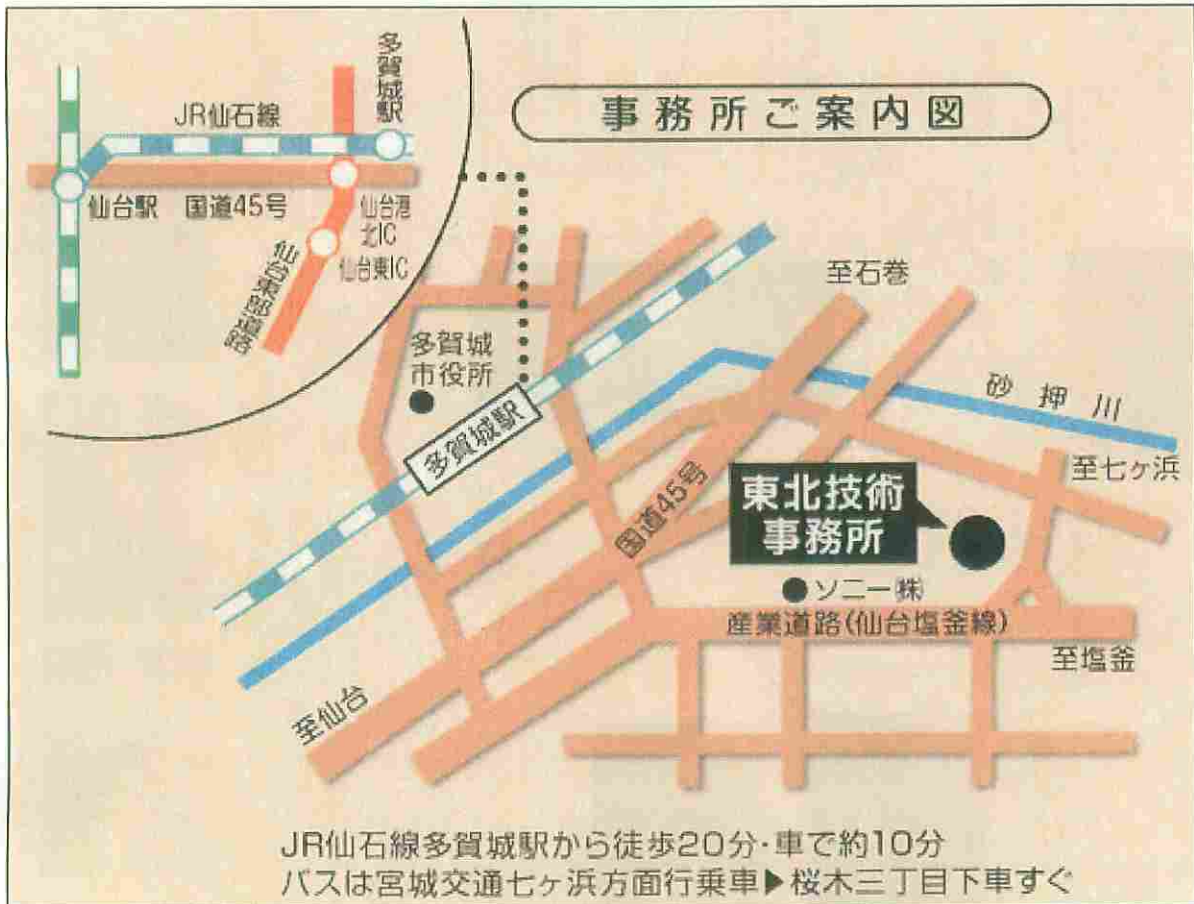 事務所ご案内図
多賀城駅
JR仙石線
仙台駅
国道45号
仙台港
北IC
仙台東IC
仙台東部道路
至石巻
多賀城
市役所
砂押川
多賀城駅
至七ヶ浜
国道45号
東北技術
事務所
ソニー㈱
産業道路(仙台塩釜線)
至塩釜
至仙台
JR仙石線多賀城駅から徒歩20分・車で約10分
バスは宮城交通七ヶ浜方面行乗車▶桜木三丁目下車すぐ